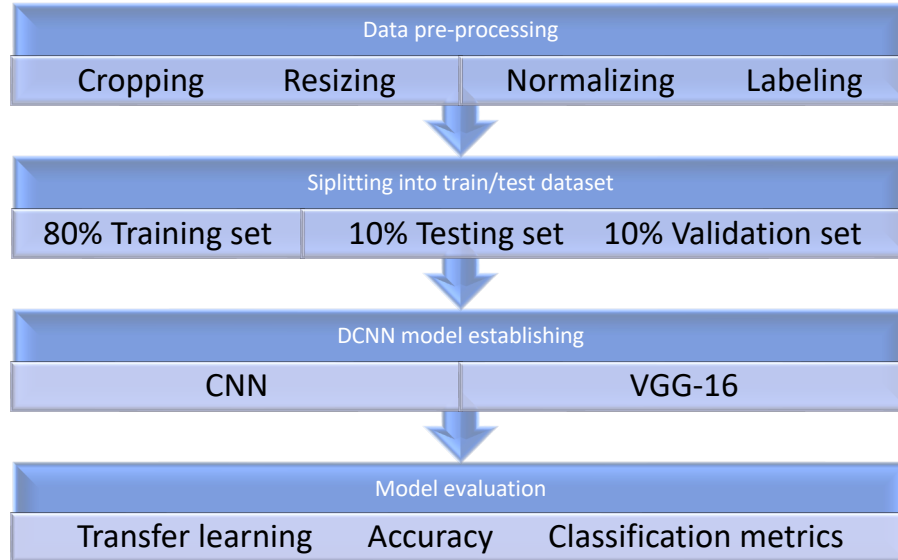 Data pre-processing
Cropping Resizing Normalizing Labeling
Siplitting into train/test dataset
80% Training set 10% Testing set 10% Validation set
DCNN model establishing
CNN VGG-16
Model evaluation
Transfer learning Accuracy Classification metrics